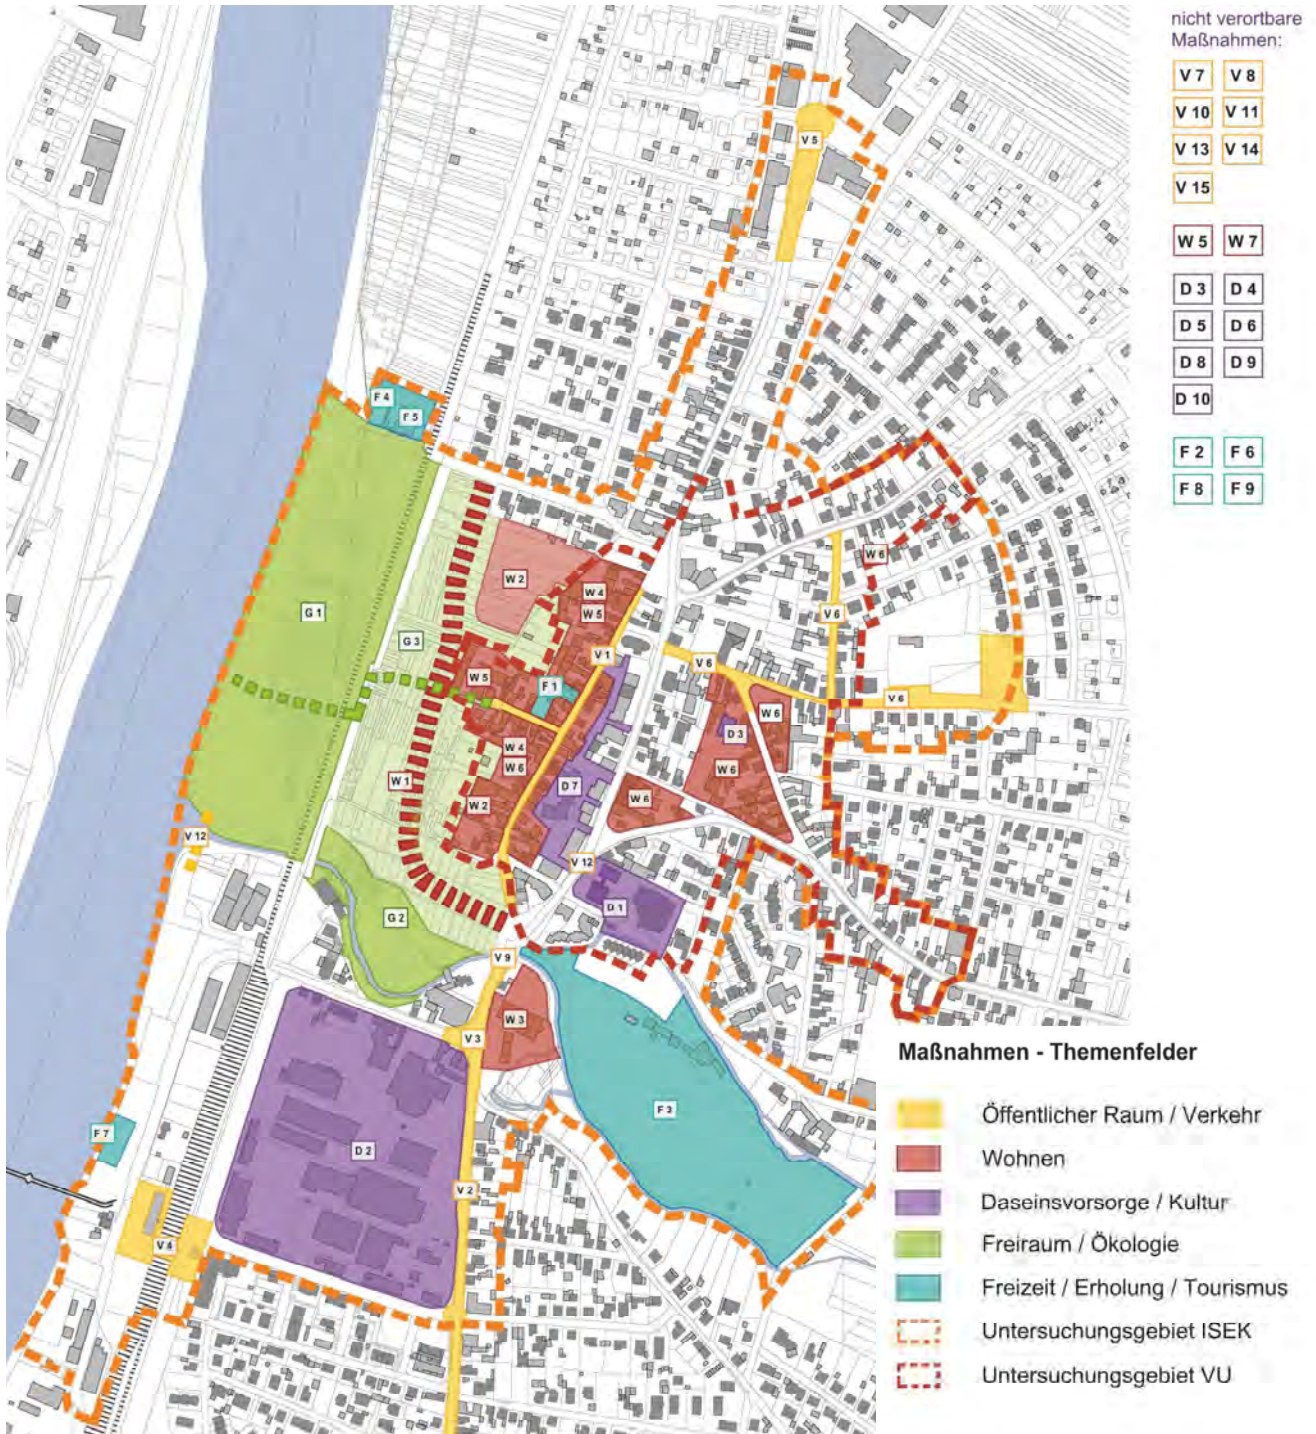 nicht verortbare
Maßnahmen:
V 7 V 8
V 10 V 11
V 13 V 14
V 15
W 5 W 7
D 3 D 4
D 5 D 6
D 8 D 9
D 10
F 2 F 6
F 8 F 9
V 5
F 4
F 5
W 6
W 2
W 4
W 5
G 1
V 6
G 3
V 1
V 6
W 5
F 1
V 6
W 6
D 3
W 4
W 6
W 6
W 1
D 7
W 6
W 2
V 12
V 12
D 1
G 2
V 9
W 3
V 3
F 3
F 7
D 2
V 2
V 4
Maßnahmen - Themenfelder
Öffentlicher Raum / Verkehr
Wohnen
Daseinsvorsorge / Kultur
Freiraum / Ökologie
Freizeit / Erholung / Tourismus
Untersuchungsgebiet ISEK
Untersuchungsgebiet VU